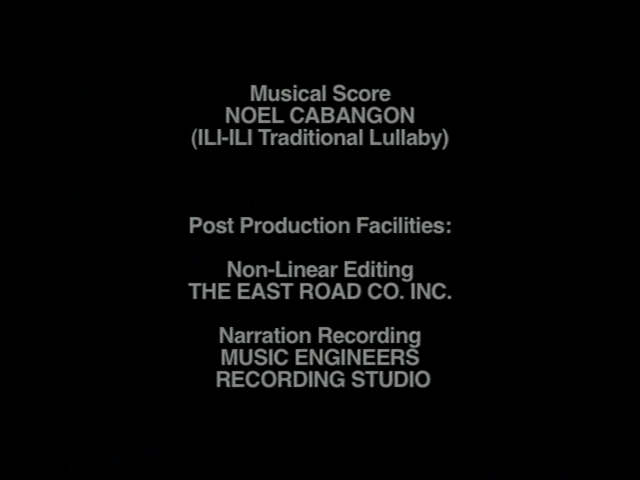 Musical Score
NOEL CABANGON
(ILI-ILI Traditional Lullaby)
Post Production Facilities:
Non-Linear Editing
THE EAST ROAD CO. INC.
Narration Recording
MUSIC ENGINEERS
RECORDING STUDIO